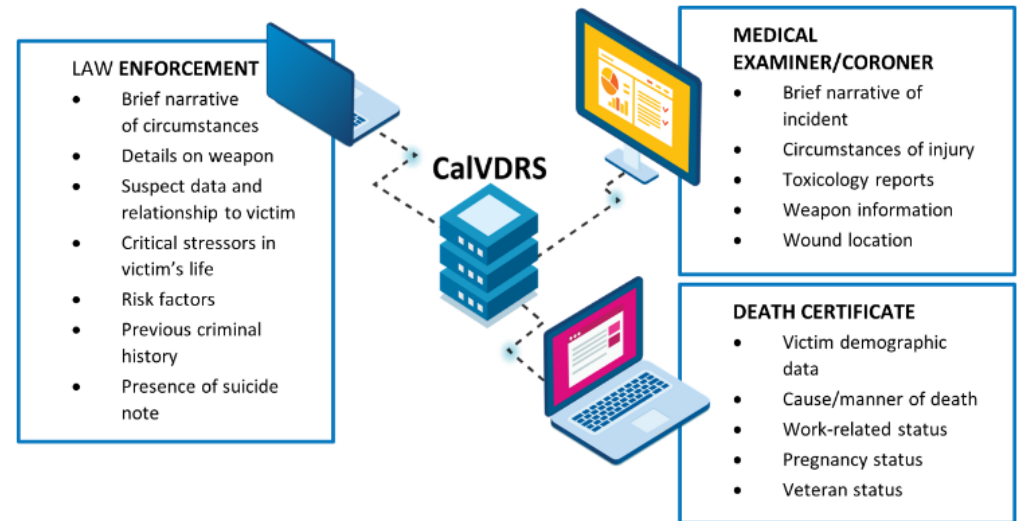 LAW ENFORCEMENT
• Brief narrative
of circumstances
• Details on weapon
• Suspect data and
relationship to victim
• Critical stressors in
victim's life
• Risk factors
• Previous criminal
history
• Presence of suicide
note
CalVDRS
MEDICAL
EXAMINER/CORONER
• Brief narrative of
incident
• Circumstances of injury
• Toxicology reports
• Weapon information
• Wound location
DEATH CERTIFICATE
• Victim demographic
data
• Cause/manner of death
• Work-related status
• Pregnancy status
• Veteran status